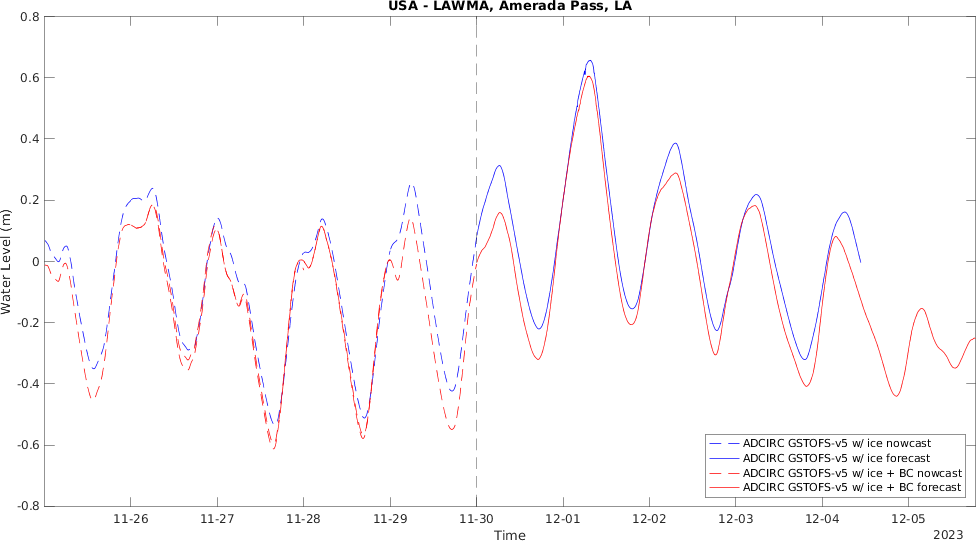 USA - LAWMA, Amerada Pass, LA
0.8
0.6
0.4
0.2
0
-0.2
-0.4
-0.6
-0.8
Water Level (m)
11-26 11-27 11-28 11-29 11-30 12-01 12-02 12-03 12-04 12-05
Time
2023
ADCIRC GSTOFS-v5 w/ ice nowcast
ADCIRC GSTOFS-v5 w/ ice forecast
ADCIRC GSTOFS-v5 w/ ice + BC nowcast
ADCIRC GSTOFS-v5 w/ ice + BC forecast